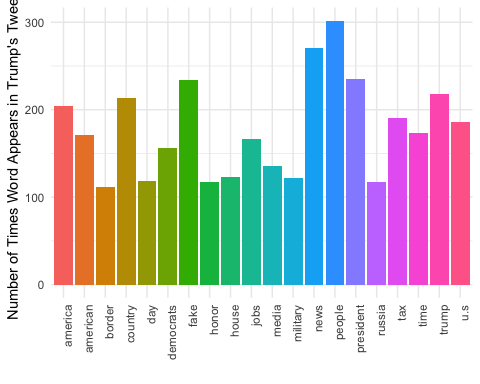 Number of Times Word Appears in Trump's Twee
300
200
100
0
america
american
border
country
day
democrats
fake
honor
house
jobs
media
military
news
people
president
russia
tax
time
trump
u.s